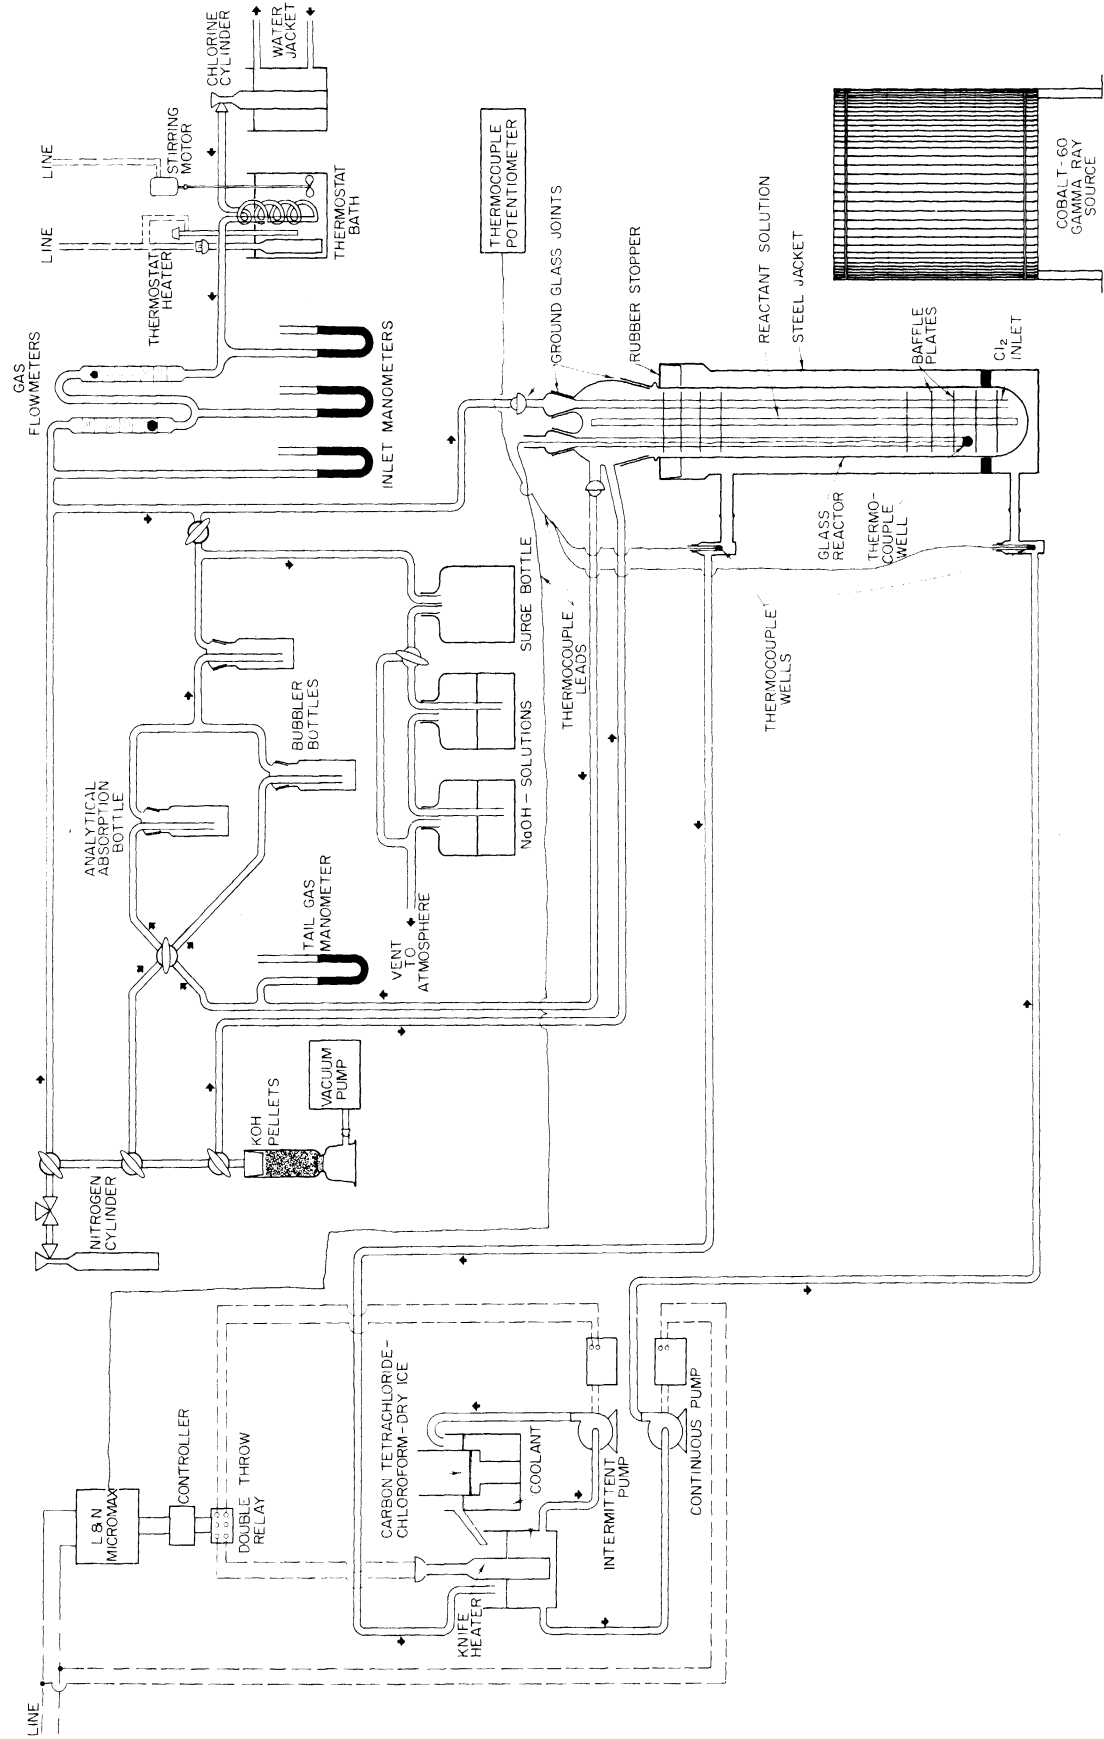 LINE
L & N
MICROMAX
CONTROLLER
DOUBLE THROW
RELAY
KNIFE
HEATER
CARBON TETRACHLORIDE-
CHLOROFORM-DRY ICE
COOLANT
INTERMITTENT
PUMP
CONTINUOUS PUMP
NITROGEN
CYLINDER
KOH
PELLETS
VACUUM
PUMP
ANALYTICAL
ABSORPTION
BOTTLE
TAIL GAS
MANOMETER
VENT
TO
ATMOSPHERE
BUBBLER
BOTTLES
NaOH-SOLUTIONS
SURGE BOTTLE
THERMOCOUPLE
LEADS
THERMOCOUPLE
WELLS
GAS
FLOWMETERS
INLET MANOMETERS
LINE
LINE
THERMOSTAT
HEATER
STIRRING
MOTOR
THERMOSTAT
BATH
CHLORINE
CYLINDER
WATER
JACKET
THERMOCOUPLE
POTENTIOMETER
GROUND GLASS JOINTS
RUBBER STOPPER
REACTANT SOLUTION
STEEL JACKET
BAFFLE
PLATES
Cl2
INLET
GLASS
REACTOR
THERMO-
COUPLE
WELL
COBALT-60
GAMMA RAY
SOURCE